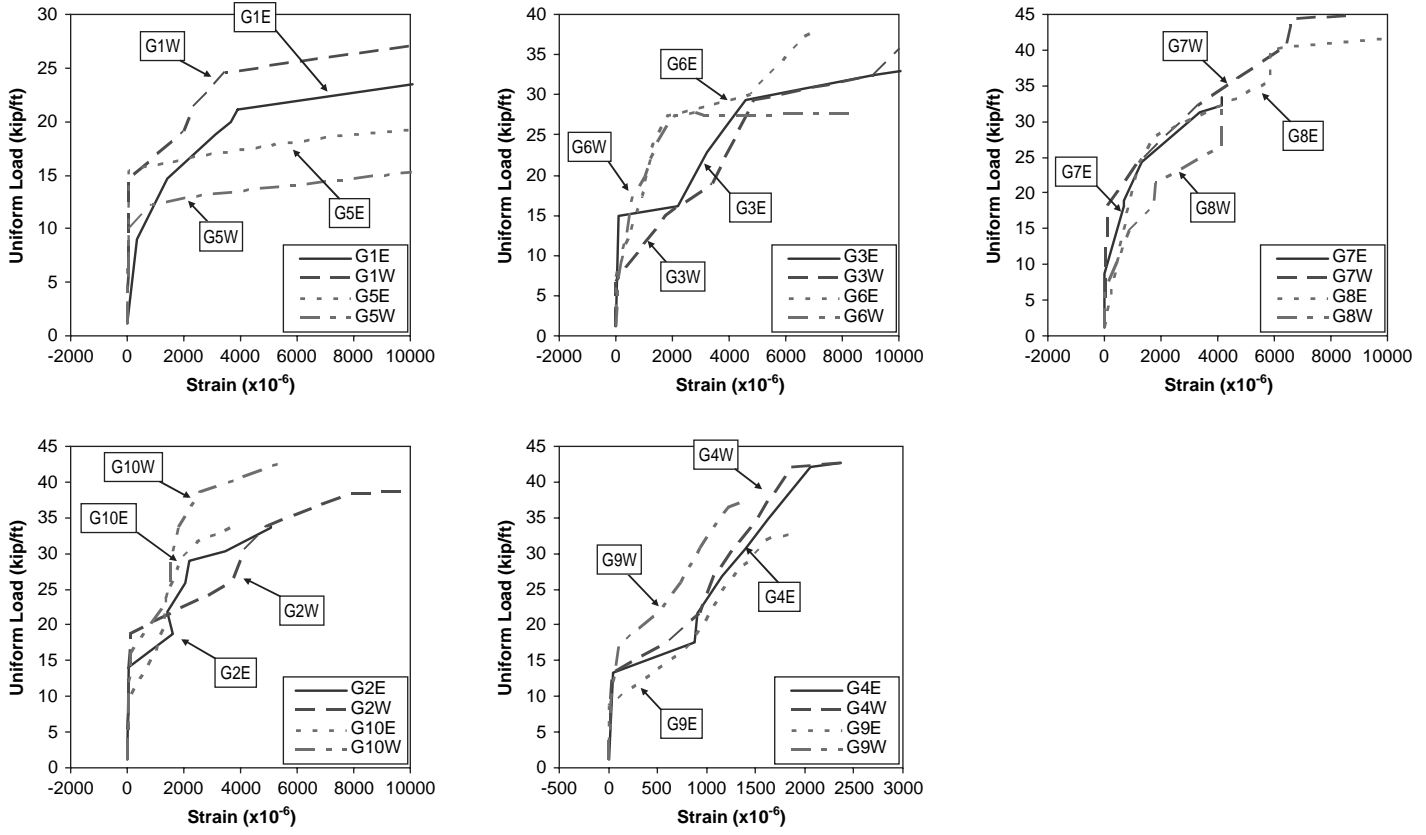 30
25
20
15
10
5
0
Uniform Load (kip/ft)
G1W
G1E
G5W
G5E
G1E
G1W
G5E
G5W
-2000 0 2000 4000 6000 8000 10000
Strain (x10-6)
40
35
30
25
20
15
10
5
0
Uniform Load (kip/ft)
G6E
G6W
G3E
G3W
G3E
G3W
G6E
G6W
-2000 0 2000 4000 6000 8000 10000
Strain (x10-6)
45
40
35
30
25
20
15
10
5
0
Uniform Load (kip/ft)
G7W
G8E
G7E
G8W
G7E
G7W
G8E
G8W
-2000 0 2000 4000 6000 8000 10000
Strain (x10-6)
45
40
35
30
25
20
15
10
5
0
Uniform Load (kip/ft)
G10W
G10E
G2W
G2E
G2E
G2W
G10E
G10W
-2000 0 2000 4000 6000 8000 10000
Strain (x10-6)
45
40
35
30
25
20
15
10
5
0
Uniform Load (kip/ft)
G4W
G9W
G4E
G9E
G4E
G4W
G9E
G9W
-500 0 500 1000 1500 2000 2500 3000
Strain (x10-6)